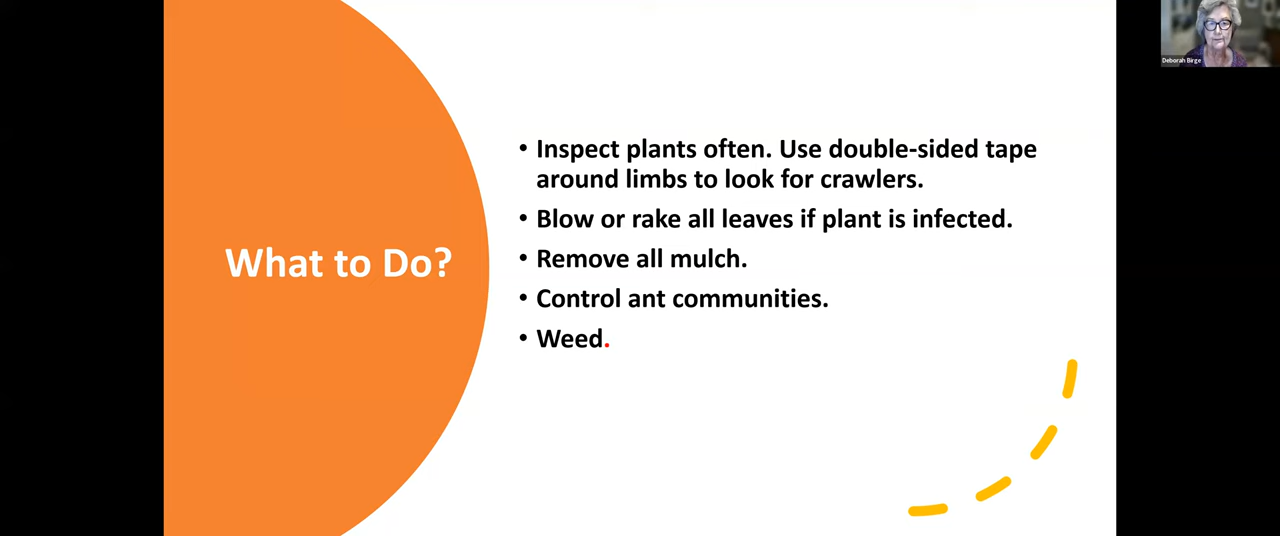 Deborah Birge
What to Do?
• Inspect plants often. Use double-sided tape
around limbs to look for crawlers.
• Blow or rake all leaves if plant is infected.
• Remove all mulch.
• Control ant communities.
• Weed.